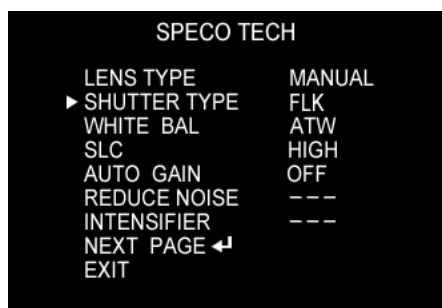 SPECO TECH
LENS TYPE MANUAL
▶ SHUTTER TYPE FLK
WHITE BAL ATW
SLC HIGH
AUTO GAIN OFF
REDUCE NOISE – – –
INTENSIFIER – – –
NEXT PAGE ↵
EXIT